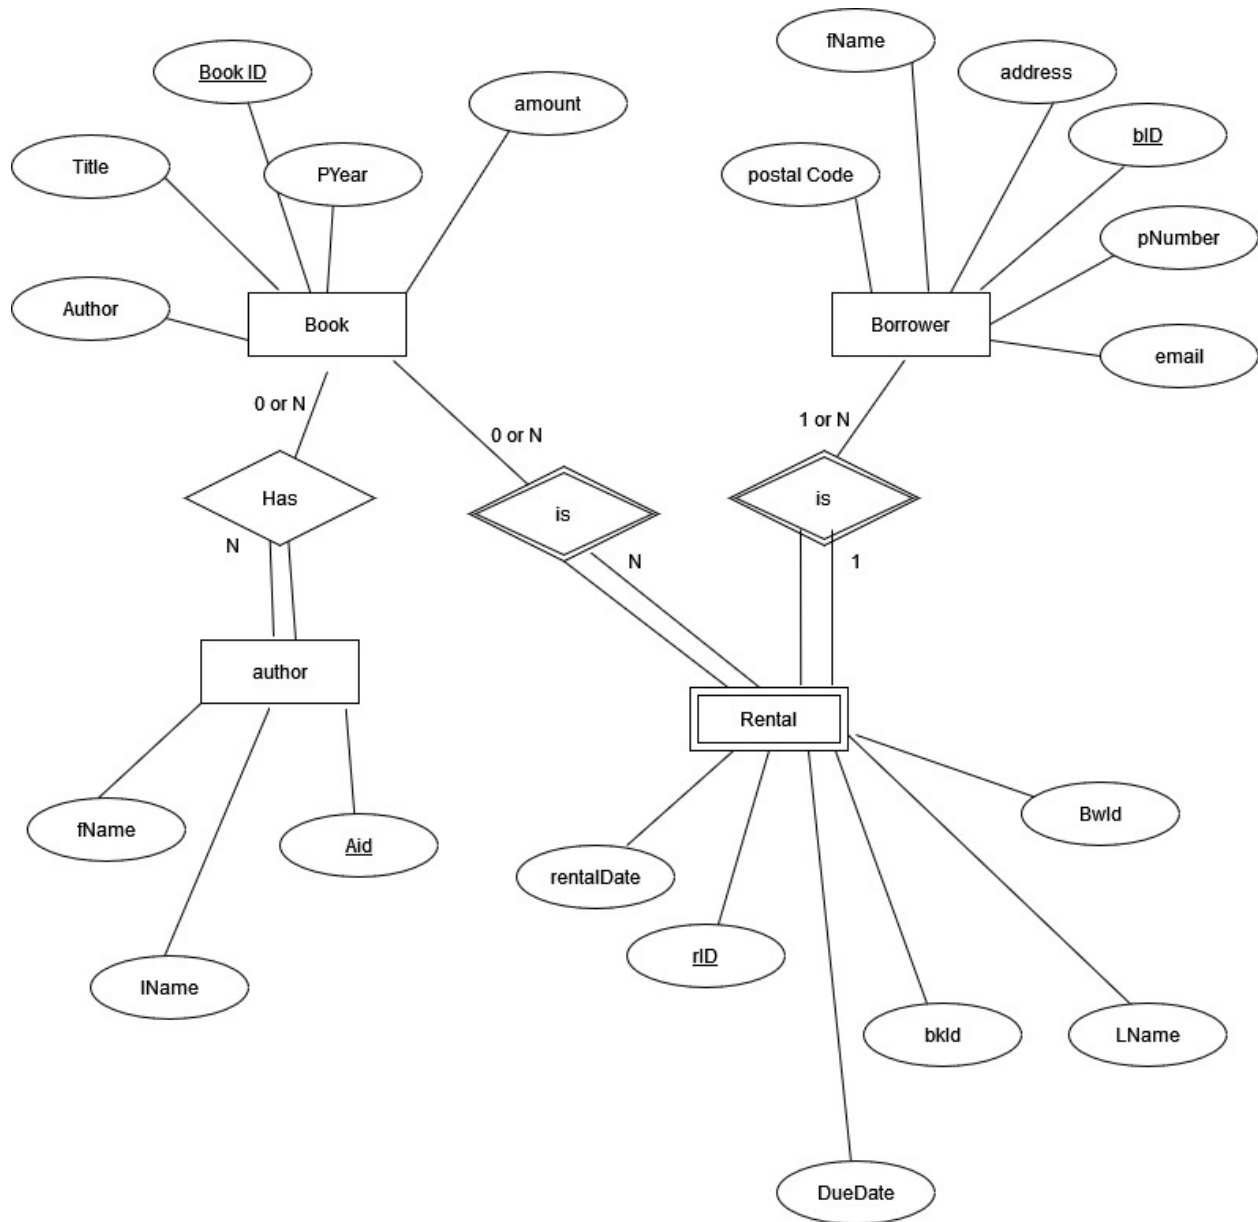 fName
Book ID
address
amount
bID
Title
PYear
postal Code
pNumber
Author
Book
Borrower
email
0 or N
1 or N
0 or N
Has
is
is
N
N
1
author
Rental
fName
Aid
BwId
rentalDate
rID
lName
bkId
LName
DueDate